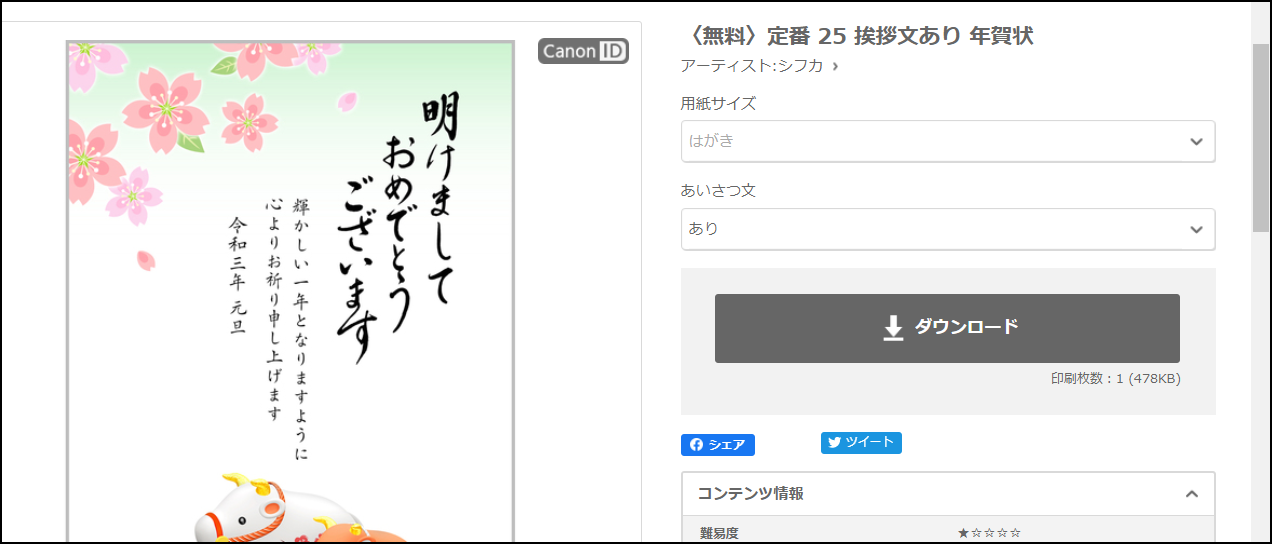 Canon ID
明けまして
おめでとう
ございます
輝かしい一年となりますように
心よりお祈り申し上げます
令和三年 元旦
〈無料〉定番 25 挨拶文あり 年賀状
アーティスト:シフカ ›
用紙サイズ
はがき
あいさつ文
あり
ダウンロード
印刷枚数：1 (478KB)
シェア
ツイート
コンテンツ情報
難易度
★☆☆☆☆